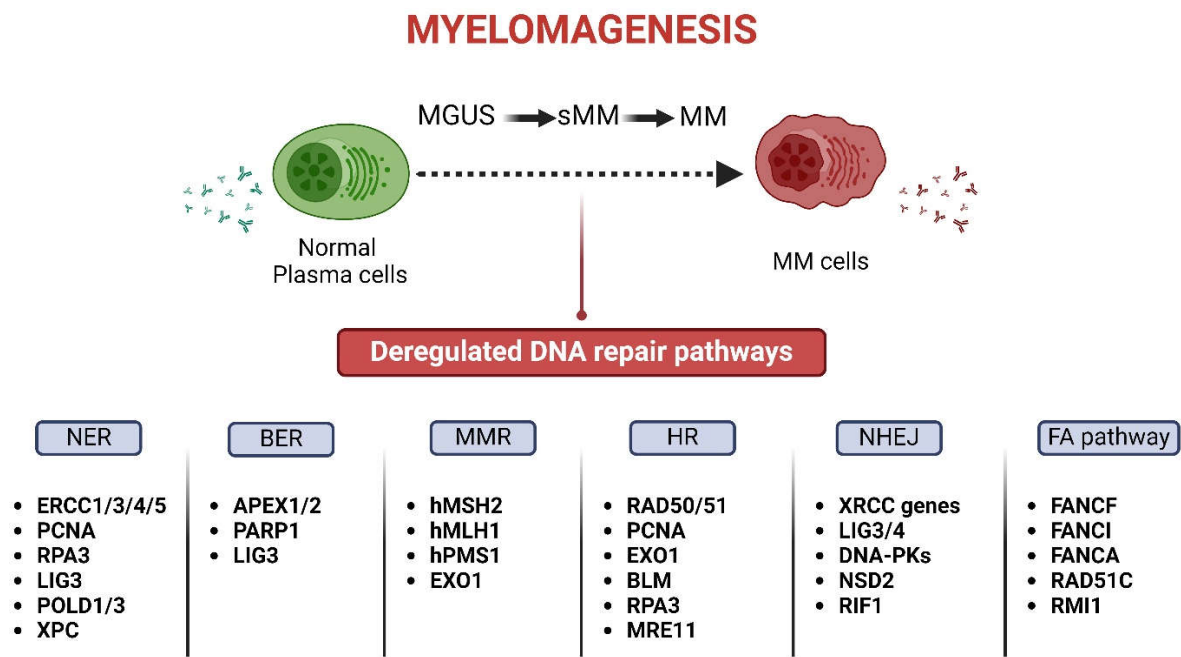 MYELOMAGENESIS
MGUS
sMM
MM
Normal
Plasma cells
MM cells
Deregulated DNA repair pathways
NER
• ERCC1/3/4/5
• PCNA
• RPA3
• LIG3
• POLD1/3
• XPC
BER
• APEX1/2
• PARP1
• LIG3
MMR
• hMSH2
• hMLH1
• hPMS1
• EXO1
HR
• RAD50/51
• PCNA
• EXO1
• BLM
• RPA3
• MRE11
NHEJ
• XRCC genes
• LIG3/4
• DNA-PKs
• NSD2
• RIF1
FA pathway
• FANCF
• FANCI
• FANCA
• RAD51C
• RMI1